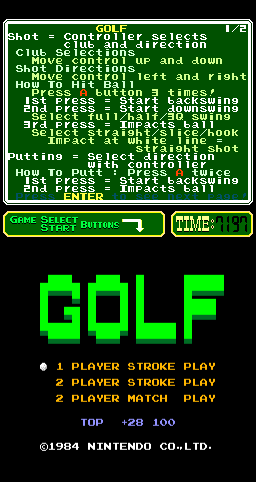 GOLF 1/2
Shot = Controller selects
club and direction
Club Selections
Move control up and down
Shot Directions
Move control left and right
How To Hit Ball
Press A button 3 times!
1st press = Start backswing
2nd press = Start downswing
Select full/half/3Q swing
3rd press = Impacts ball
Select straight/slice/hook
Impact at white line =
straight shot
Putting = Select direction
with controller
How To Putt : Press A twice
1st press = Start backswing
2nd press = Impacts ball
ENTER
GAME SELECT
START BUTTONS
TIME:
GOLF
1 PLAYER STROKE PLAY
2 PLAYER STROKE PLAY
2 PLAYER MATCH PLAY
TOP +28 100
©1984 NINTENDO CO.,LTD.